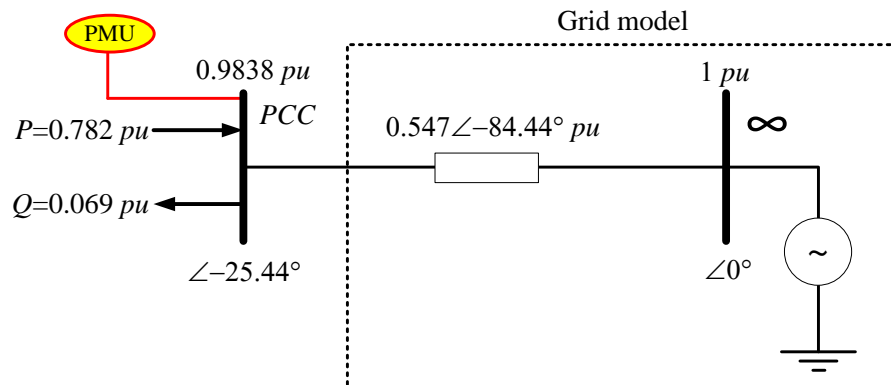 Grid model
PMU
0.9838 pu
1 pu
PCC
P=0.782 pu
0.547∠−84.44° pu
∞
Q=0.069 pu
~
∠−25.44°
∠0°